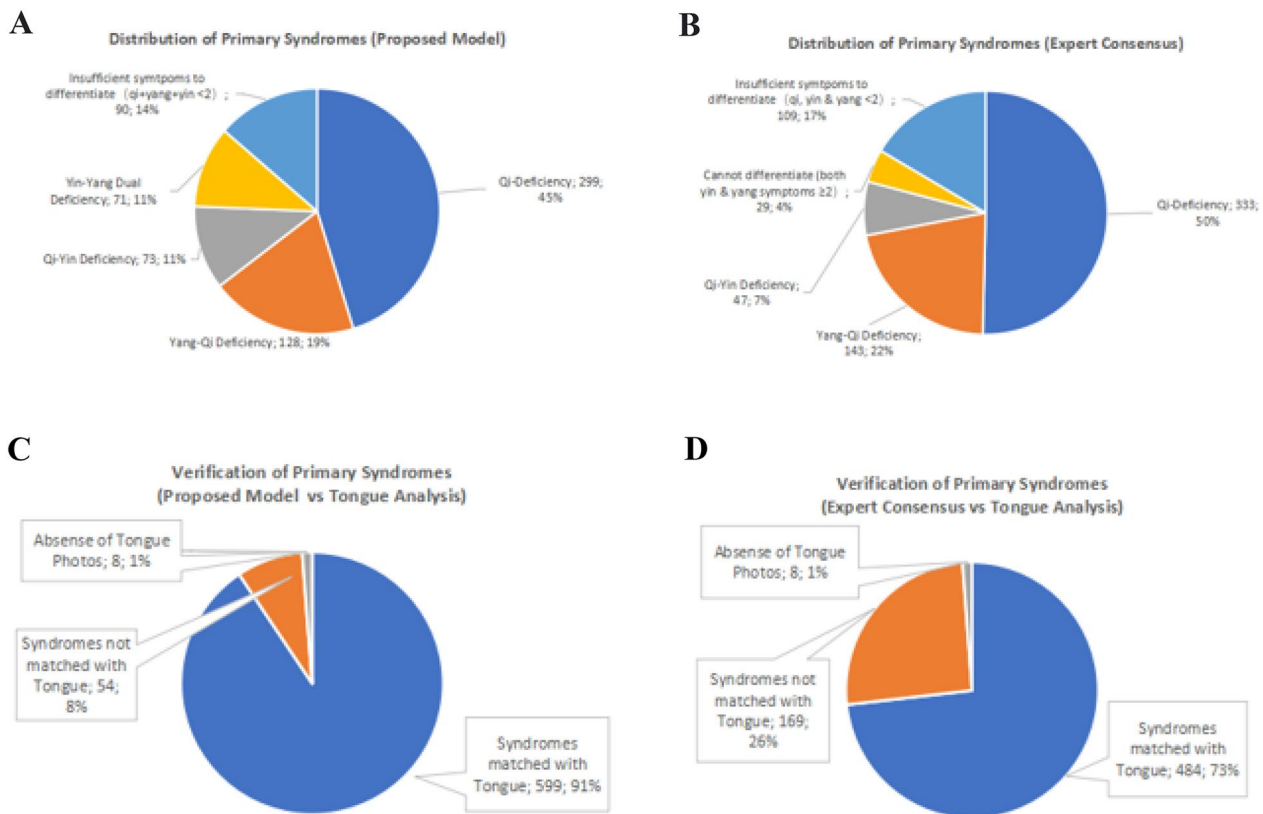 A
Distribution of Primary Syndromes (Proposed Model)
Insufficient symtpoms to
differentiate（qi+yang+yin <2）;
90; 14%
Yin-Yang Dual
Deficiency; 71; 11%
Qi-Yin Deficiency; 73; 11%
Yang-Qi Deficiency; 128; 19%
Qi-Deficiency; 299;
45%
B
Distribution of Primary Syndromes (Expert Consensus)
Insufficient symtpoms to
differentiate（qi, yin & yang <2）;
109; 17%
Cannot differentiate (both
yin & yang symptoms ≥2）;
29; 4%
Qi-Yin Deficiency;
47; 7%
Yang-Qi Deficiency;
143; 22%
Qi-Deficiency; 333;
50%
C
Verification of Primary Syndromes
(Proposed Model vs Tongue Analysis)
Absense of Tongue
Photos; 8; 1%
Syndromes not
matched with
Tongue; 54;
8%
Syndromes
matched with
Tongue; 599; 91%
D
Verification of Primary Syndromes
(Expert Consensus vs Tongue Analysis)
Absense of Tongue
Photos; 8; 1%
Syndromes not
matched with
Tongue; 169;
26%
Syndromes
matched with
Tongue; 484; 73%